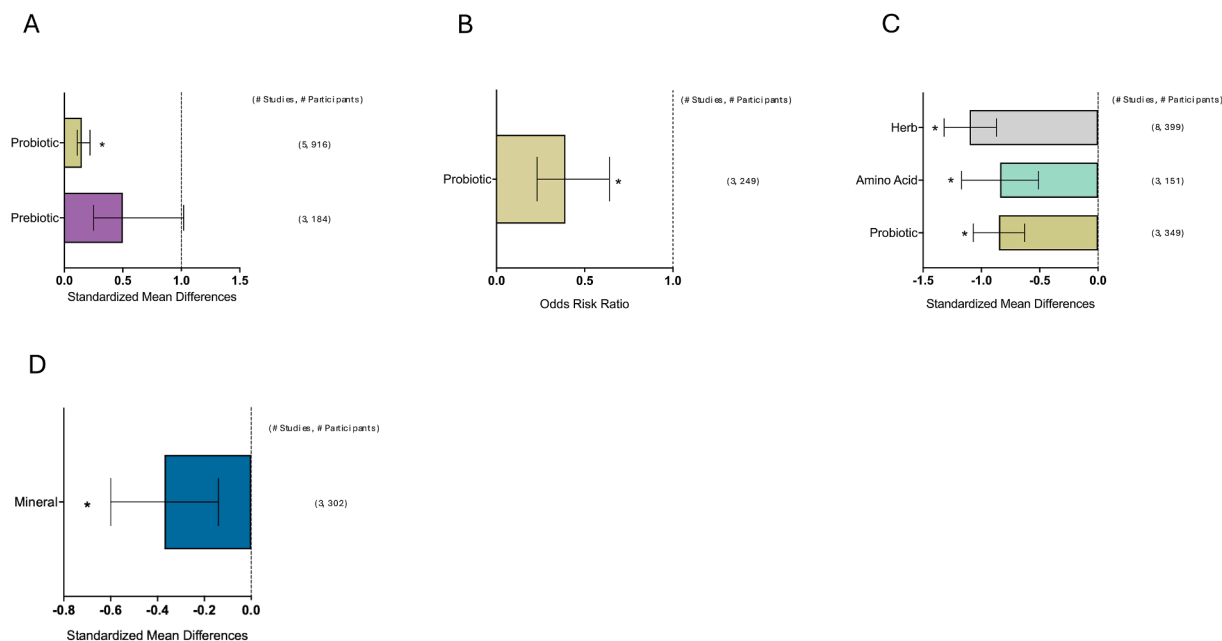 A
(# Studies, # Participants)
Probiotic
*
(5, 916)
Prebiotic
(3, 184)
0.0 0.5 1.0 1.5
Standardized Mean Differences
B
(# Studies, # Participants)
Probiotic
*
(3, 249)
0.0 0.5 1.0
Odds Risk Ratio
C
(# Studies, # Participants)
Herb
*
(8, 399)
Amino Acid
*
(3, 151)
Probiotic
*
(3, 349)
-1.5 -1.0 -0.5 0.0
Standardized Mean Differences
D
(# Studies, # Participants)
Mineral
*
(3, 302)
-0.8 -0.6 -0.4 -0.2 0.0
Standardized Mean Differences